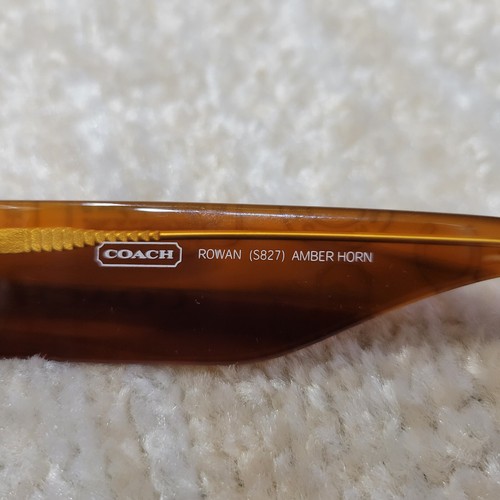 COACH ROWAN (S827) AMBER HORN